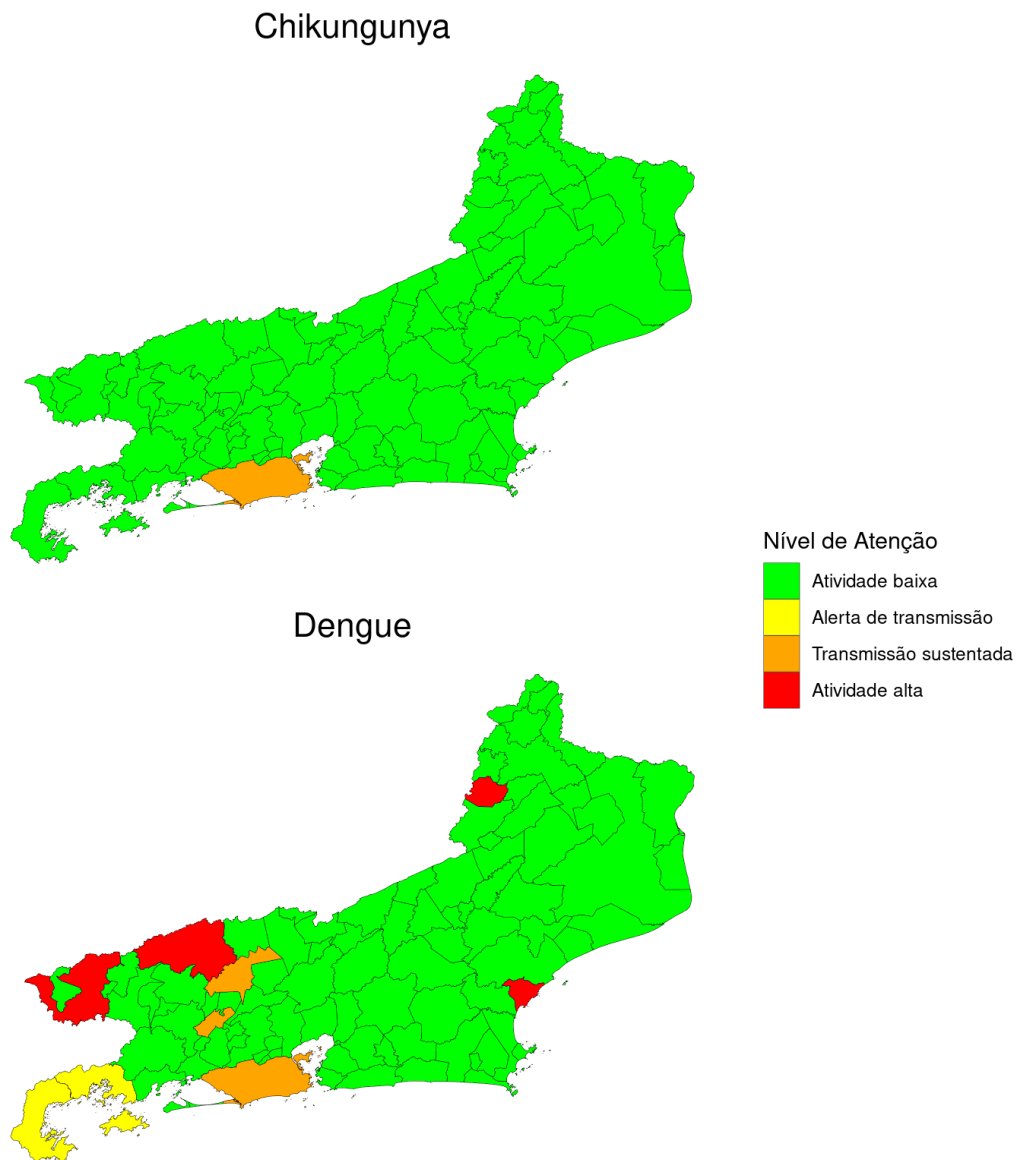 Chikungunya
Nível de Atenção
Atividade baixa
Alerta de transmissão
Transmissão sustentada
Atividade alta
Dengue